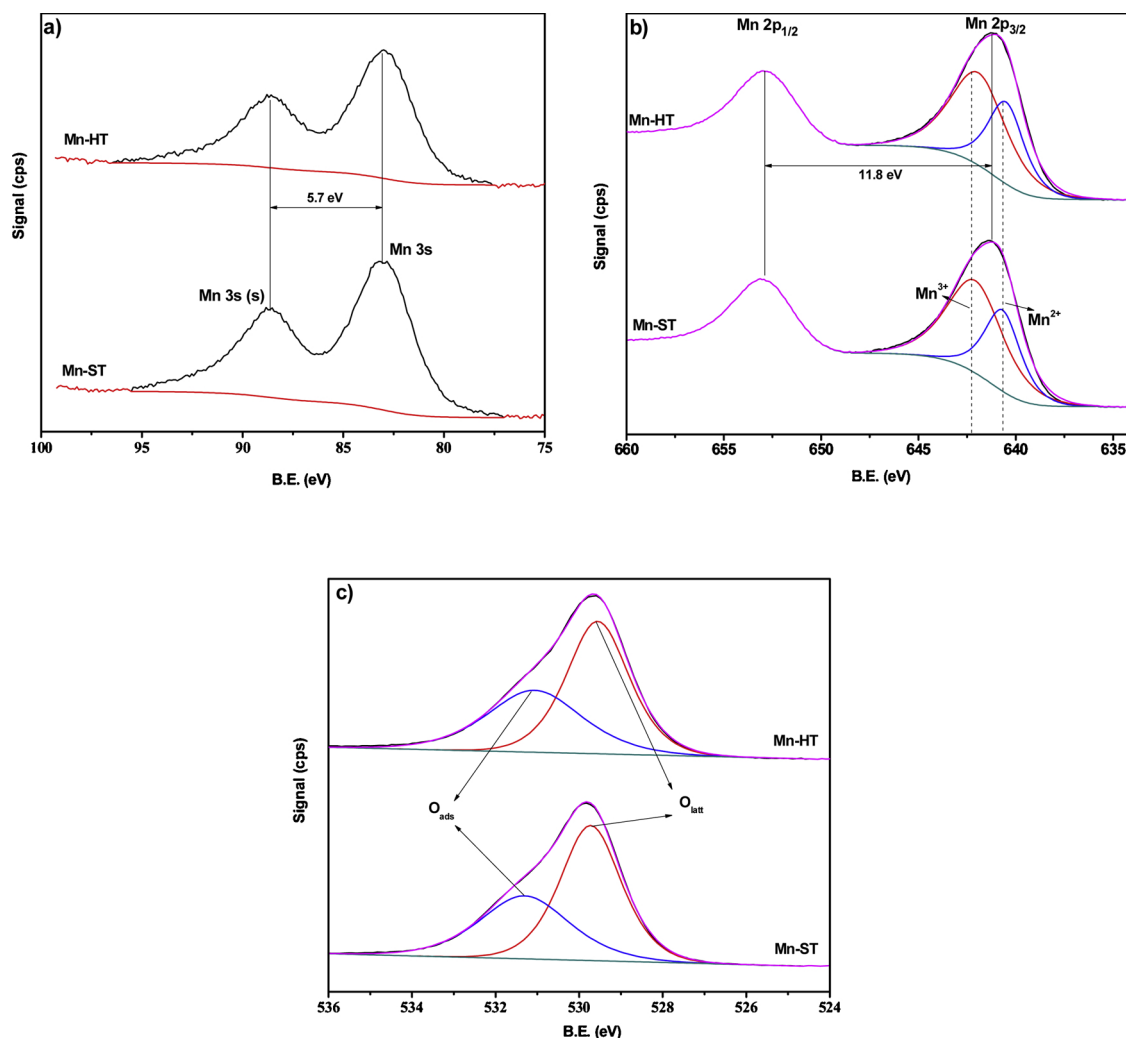 a)
Mn-HT
5.7 eV
Mn 3s
Mn 3s (s)
Mn-ST
Signal (cps)
100 95 90 85 80 75
B.E. (eV)
b)
Mn 2p1/2 Mn 2p3/2
Mn-HT
11.8 eV
Mn3+
Mn2+
Mn-ST
Signal (cps)
660 655 650 645 640 635
B.E. (eV)
c)
Mn-HT
Oads
Olatt
Mn-ST
Signal (cps)
536 534 532 530 528 526 524
B.E. (eV)